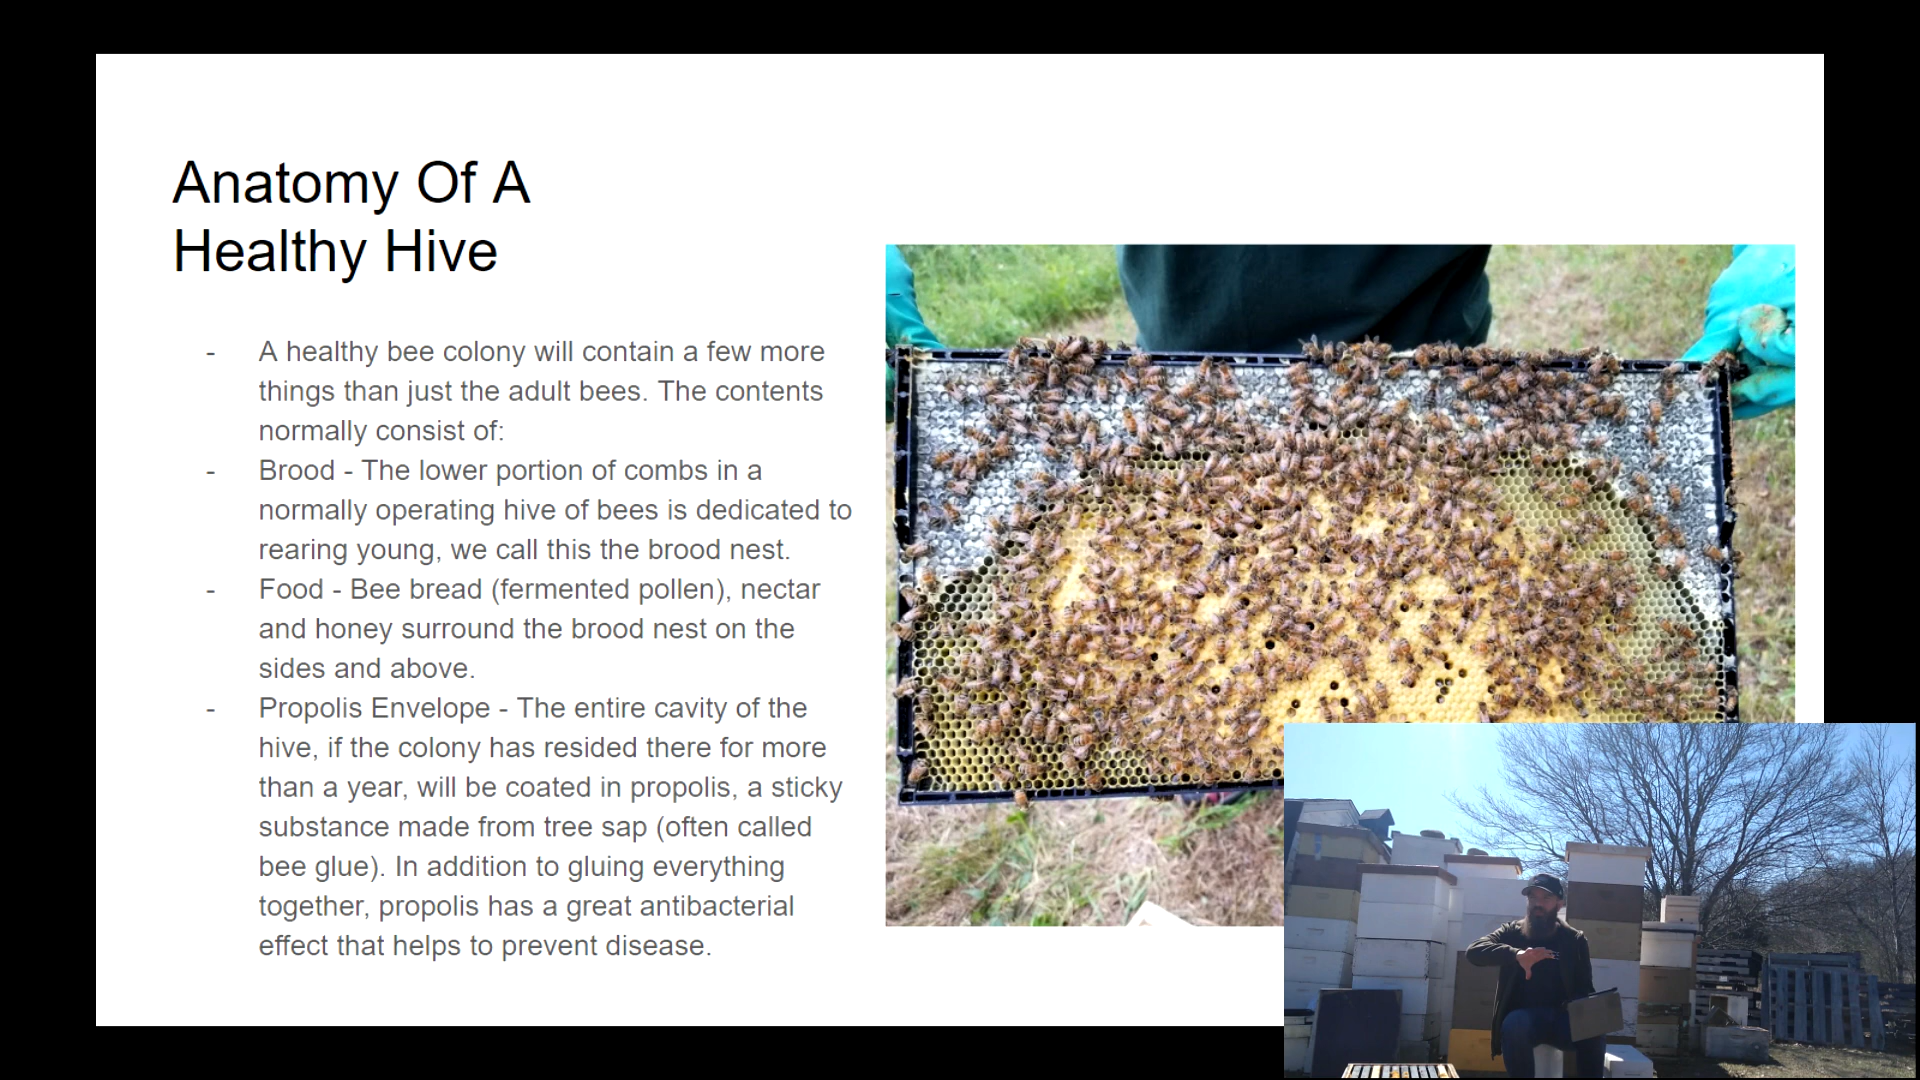 Anatomy Of A
Healthy Hive
- A healthy bee colony will contain a few more
things than just the adult bees. The contents
normally consist of:
- Brood - The lower portion of combs in a
normally operating hive of bees is dedicated to
rearing young, we call this the brood nest.
- Food - Bee bread (fermented pollen), nectar
and honey surround the brood nest on the
sides and above.
- Propolis Envelope - The entire cavity of the
hive, if the colony has resided there for more
than a year, will be coated in propolis, a sticky
substance made from tree sap (often called
bee glue). In addition to gluing everything
together, propolis has a great antibacterial
effect that helps to prevent disease.